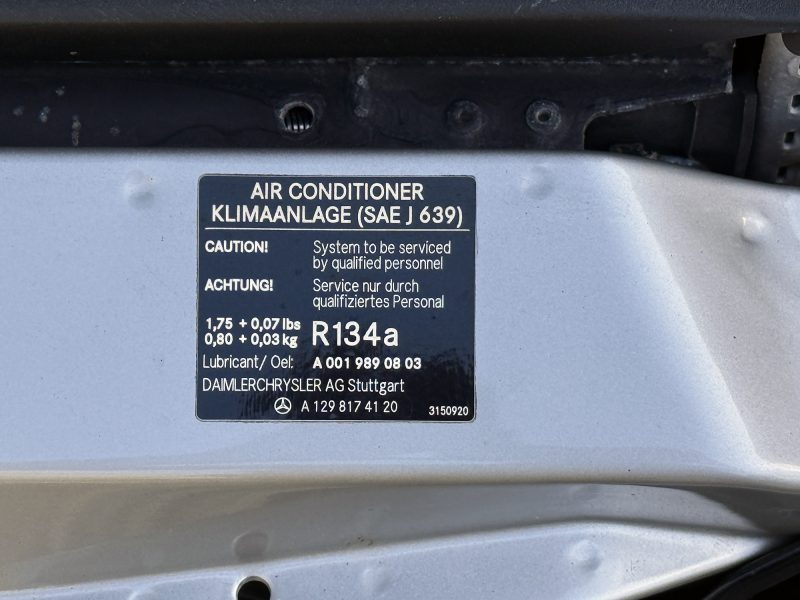 AIR CONDITIONER
KLIMAANLAGE (SAE J 639)
CAUTION! System to be serviced
by qualified personnel
ACHTUNG! Service nur durch
qualifiziertes Personal
1,75 + 0,07 lbs
0,80 + 0,03 kg R134a
Lubricant/ Oel: A 001 989 08 03
DAIMLERCHRYSLER AG Stuttgart
A 129 817 41 20 3150920